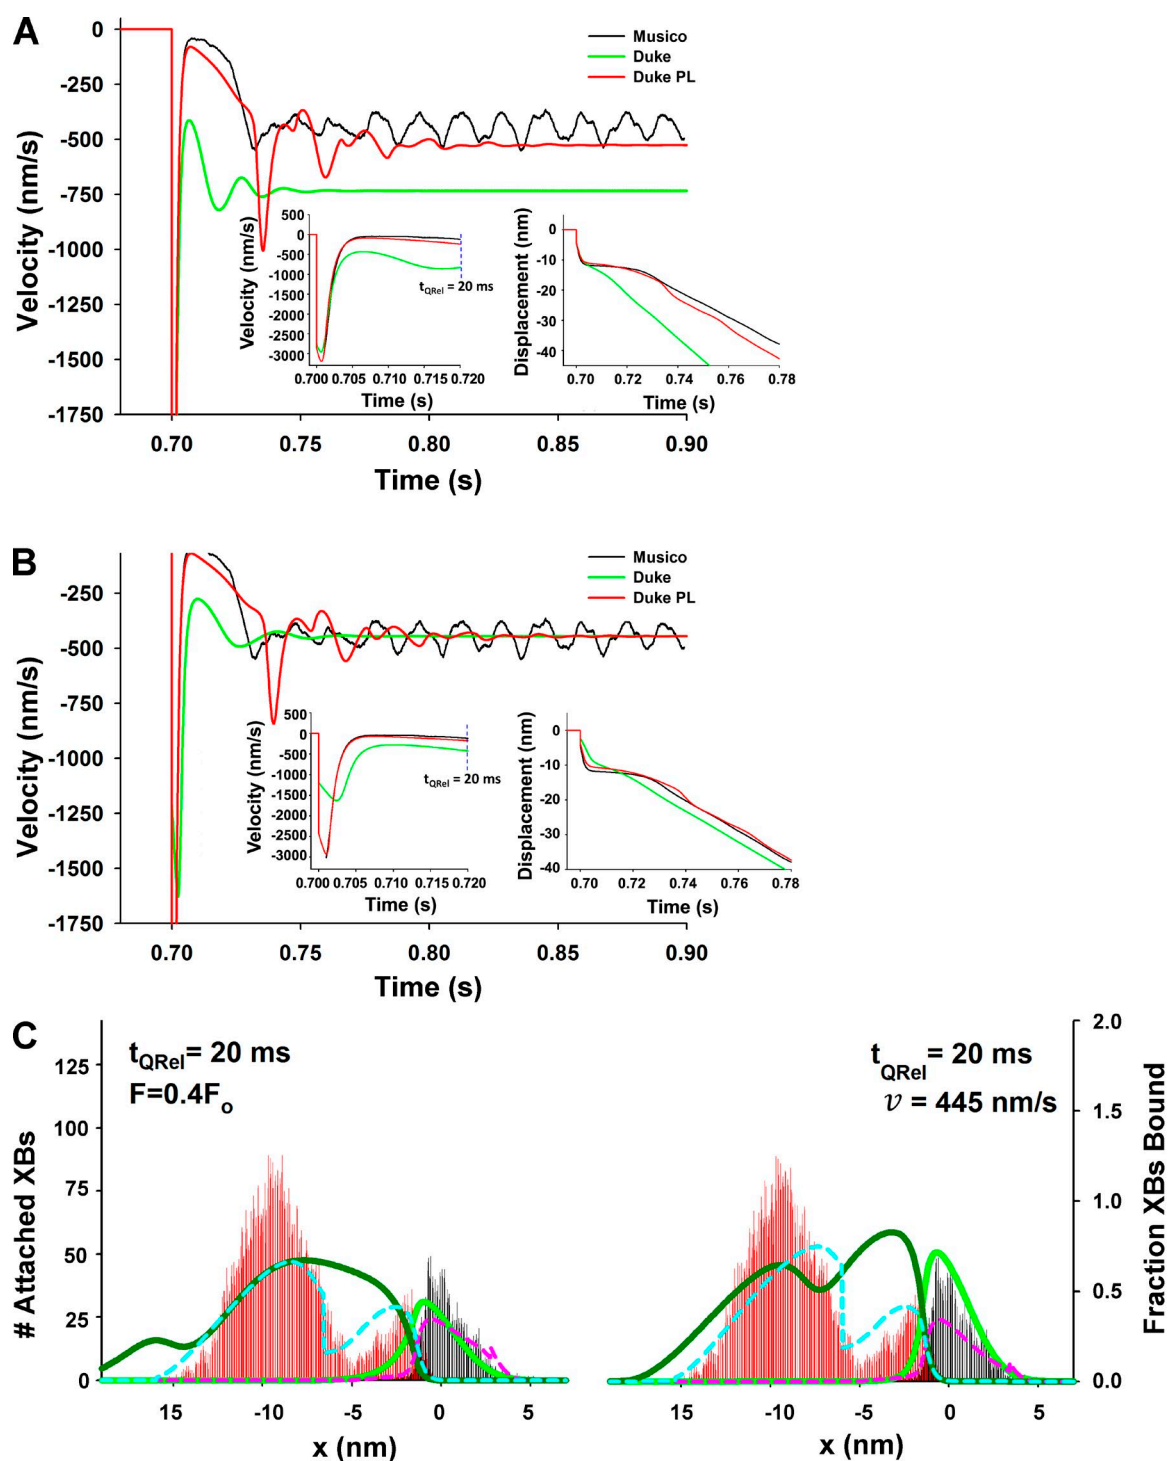 A
Musico
Duke
Duke PL
0
-250
-500
-750
-1000
-1250
-1500
-1750
Velocity (nm/s)
0.70
0.75
0.80
0.85
0.90
Time (s)
500
0
-500
-1000
-1500
-2000
-2500
-3000
Velocity (nm/s)
tQRel = 20 ms
0.700 0.705 0.710 0.715 0.720
Time (s)
0
-10
-20
-30
-40
Displacement (nm)
0.70 0.72 0.74 0.76 0.78
Time (s)
B
Musico
Duke
Duke PL
-250
-500
-750
-1000
-1250
-1500
-1750
Velocity (nm/s)
0.70
0.75
0.80
0.85
0.90
Time (s)
500
0
-500
-1000
-1500
-2000
-2500
-3000
Velocity (nm/s)
tQRel = 20 ms
0.700 0.705 0.710 0.715 0.720
Time (s)
0
-10
-20
-30
-40
Displacement (nm)
0.70 0.72 0.74 0.76 0.78
Time (s)
C
tQRel= 20 ms
F=0.4Fo
125
100
75
50
25
0
# Attached XBs
15 -10 -5 0 5
x (nm)
tQRel = 20 ms
v = 445 nm/s
2.0
1.5
1.0
0.5
0.0
Fraction XBs Bound
15 -10 -5 0 5
x (nm)